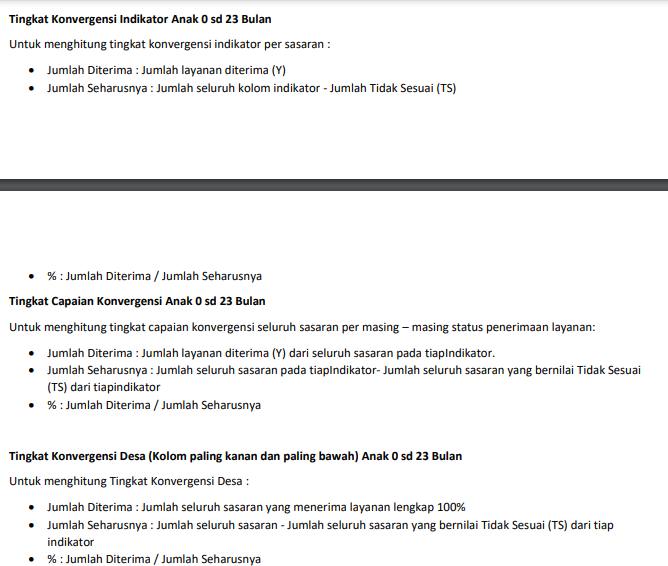 Tingkat Konvergensi Indikator Anak 0 sd 23 Bulan
Untuk menghitung tingkat konvergensi indikator per sasaran :
• Jumlah Diterima : Jumlah layanan diterima (Y)
• Jumlah Seharusnya : Jumlah seluruh kolom indikator - Jumlah Tidak Sesuai (TS)
• % : Jumlah Diterima / Jumlah Seharusnya
Tingkat Capaian Konvergensi Anak 0 sd 23 Bulan
Untuk menghitung tingkat capaian konvergensi seluruh sasaran per masing – masing status penerimaan layanan:
• Jumlah Diterima : Jumlah layanan diterima (Y) dari seluruh sasaran pada tiapIndikator.
• Jumlah Seharusnya : Jumlah seluruh sasaran pada tiapIndikator- Jumlah seluruh sasaran yang bernilai Tidak Sesuai
(TS) dari tiapindikator
• % : Jumlah Diterima / Jumlah Seharusnya
Tingkat Konvergensi Desa (Kolom paling kanan dan paling bawah) Anak 0 sd 23 Bulan
Untuk menghitung Tingkat Konvergensi Desa :
• Jumlah Diterima : Jumlah seluruh sasaran yang menerima layanan lengkap 100%
• Jumlah Seharusnya : Jumlah seluruh sasaran - Jumlah seluruh sasaran yang bernilai Tidak Sesuai (TS) dari tiap
indikator
• % : Jumlah Diterima / Jumlah Seharusnya